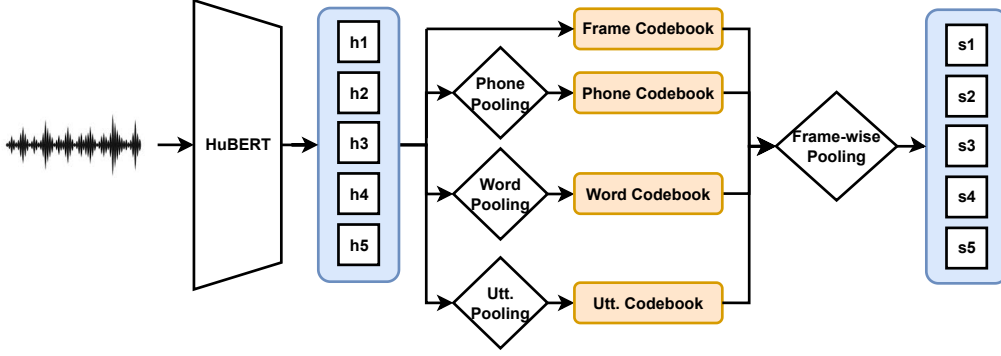 HuBERT
h1
h2
h3
h4
h5
Frame Codebook
Phone
Pooling
Phone Codebook
Word
Pooling
Word Codebook
Utt.
Pooling
Utt. Codebook
Frame-wise
Pooling
s1
s2
s3
s4
s5